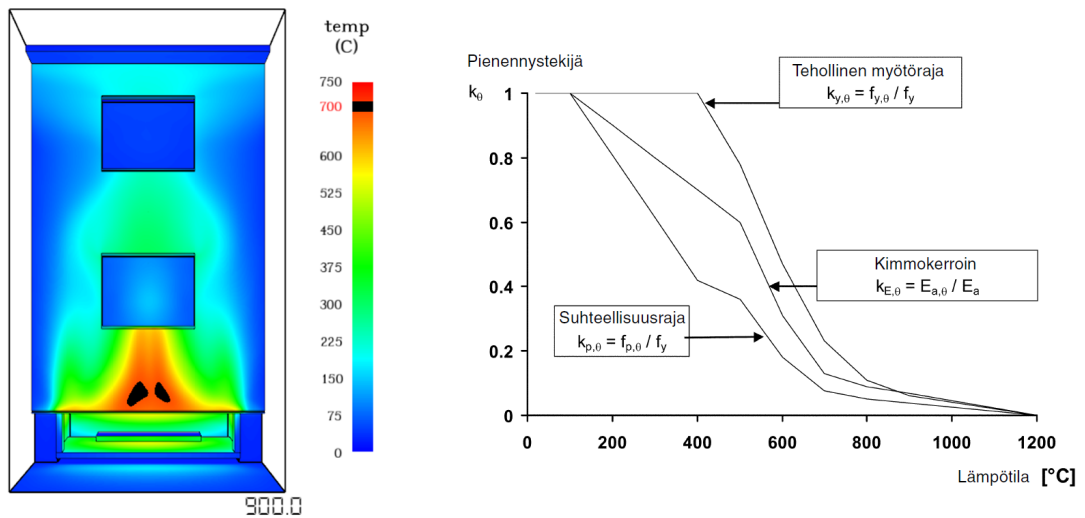 temp
(C)
750
700
600
525
450
375
300
225
150
75
0
900.0
Pienennystekijä
kθ
1
0.8
0.6
0.4
0.2
0
0
200
400
600
800
1000
1200
Lämpötila [°C]
Tehollinen myötöraja
ky,θ = fy,θ / fy
Kimmokerroin
kE,θ = Ea,θ / Ea
Suhteellisuusraja
kp,θ = fp,θ / fy